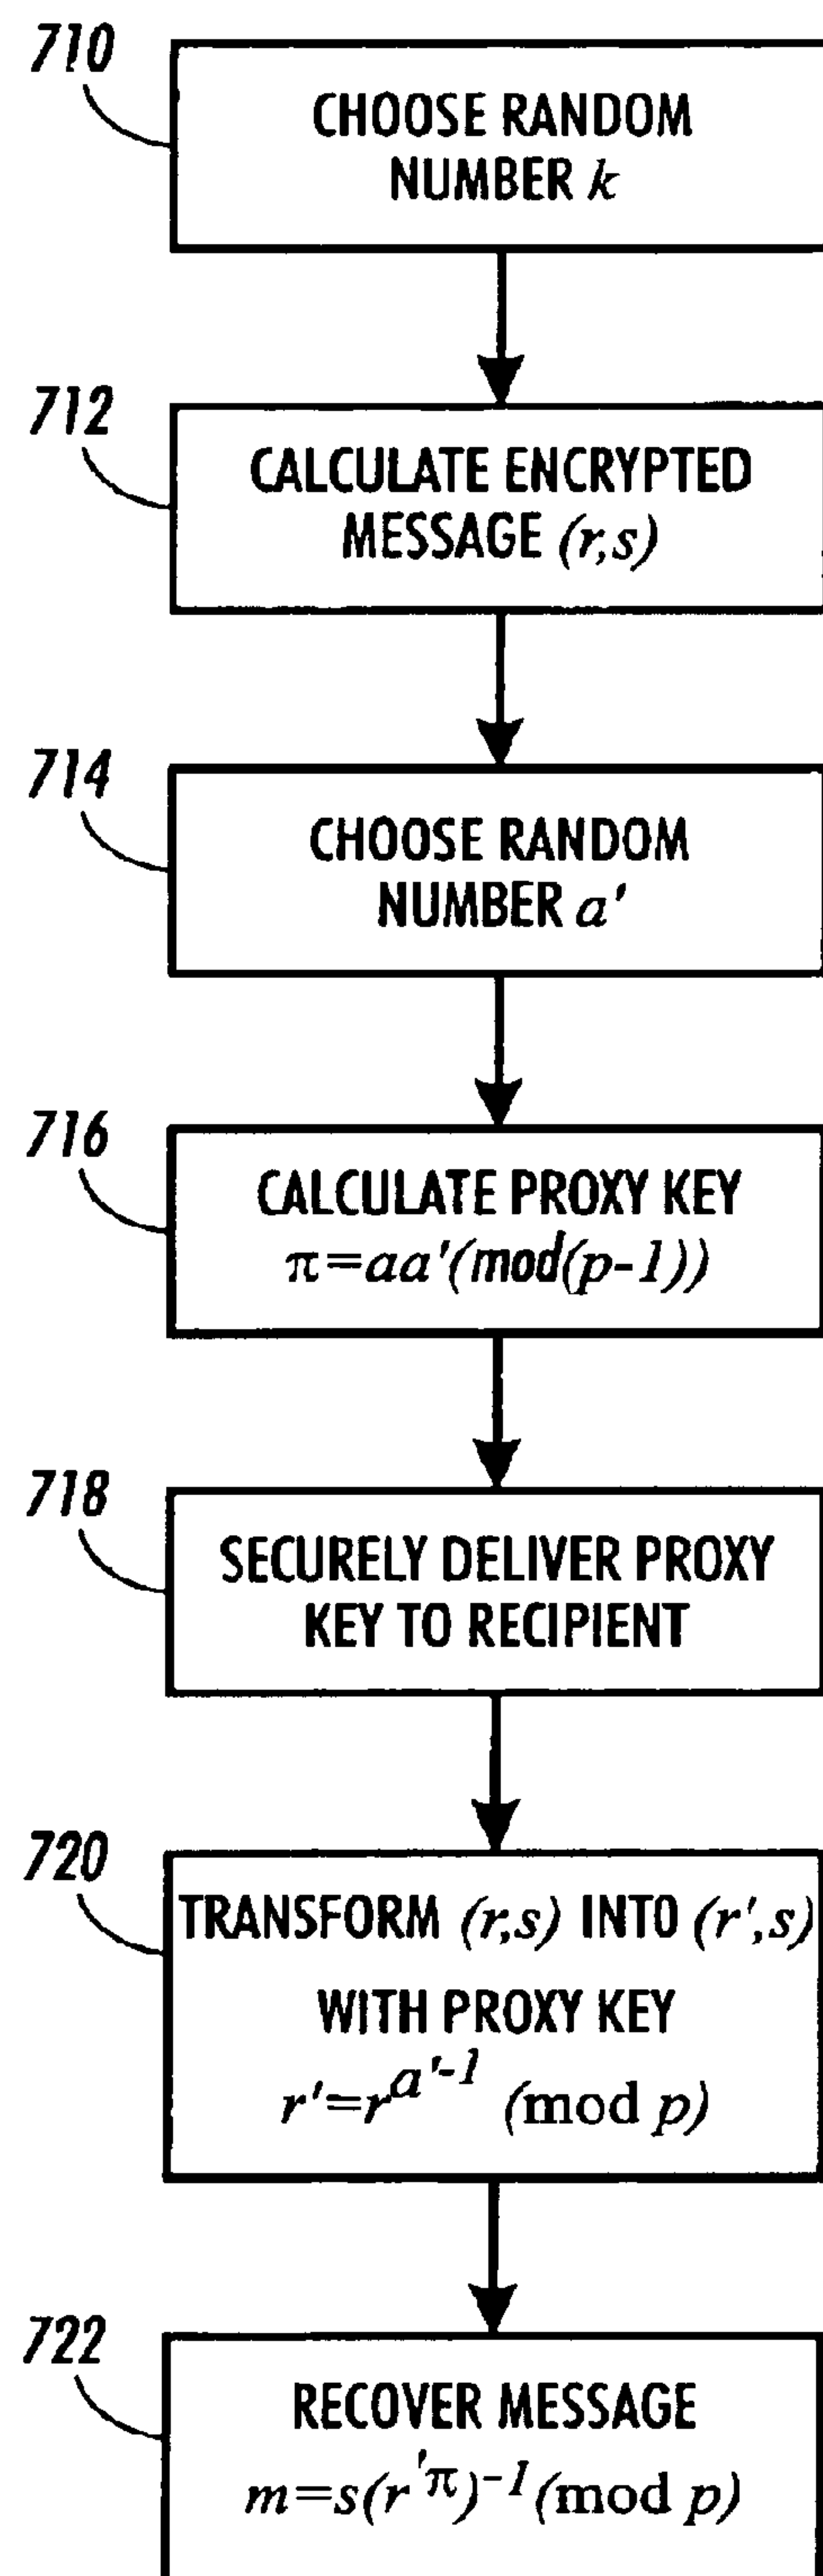 710
CHOOSE RANDOM
NUMBER k
712
CALCULATE ENCRYPTED
MESSAGE (r,s)
714
CHOOSE RANDOM
NUMBER a'
716
CALCULATE PROXY KEY
π=aa'(mod(p-1))
718
SECURELY DELIVER PROXY
KEY TO RECIPIENT
720
TRANSFORM (r,s) INTO (r',s)
WITH PROXY KEY
r'=r^{a'-1} (mod p)
722
RECOVER MESSAGE
m=s(r'^π)^{-1}(mod p)